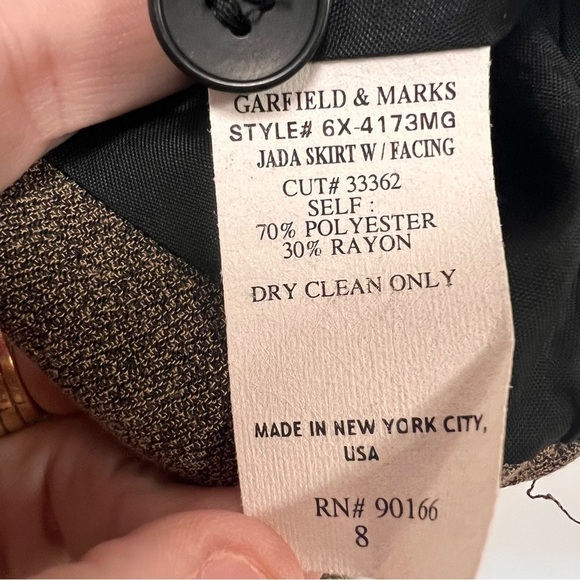 GARFIELD & MARKS
STYLE# 6X-4173MG
JADA SKIRT W/FACING
CUT# 33362
SELF :
70% POLYESTER
30% RAYON
DRY CLEAN ONLY
MADE IN NEW YORK CITY,
USA
RN# 90166
8